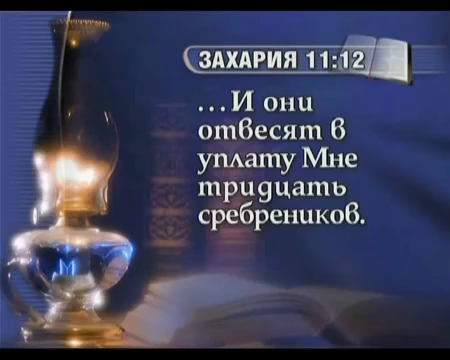 ЗАХАРИЯ 11:12
...И они
отвесят в
уплату Мне
тридцать
сребреников.